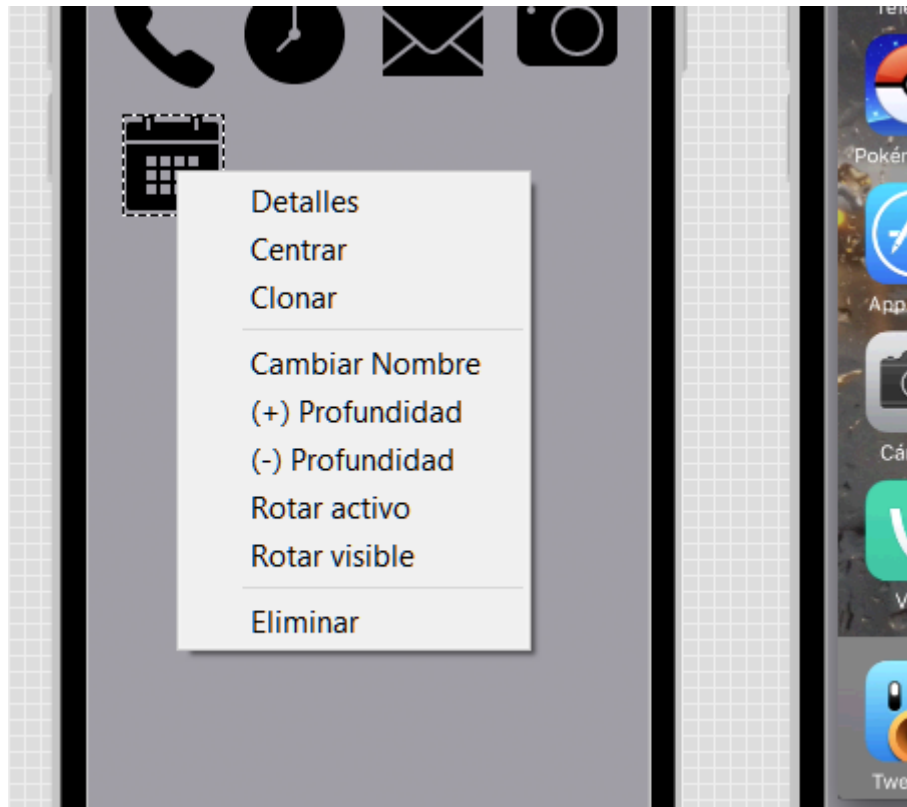 Detalles
Centrar
Clonar
Cambiar Nombre
(+) Profundidad
(-) Profundidad
Rotar activo
Rotar visible
Eliminar